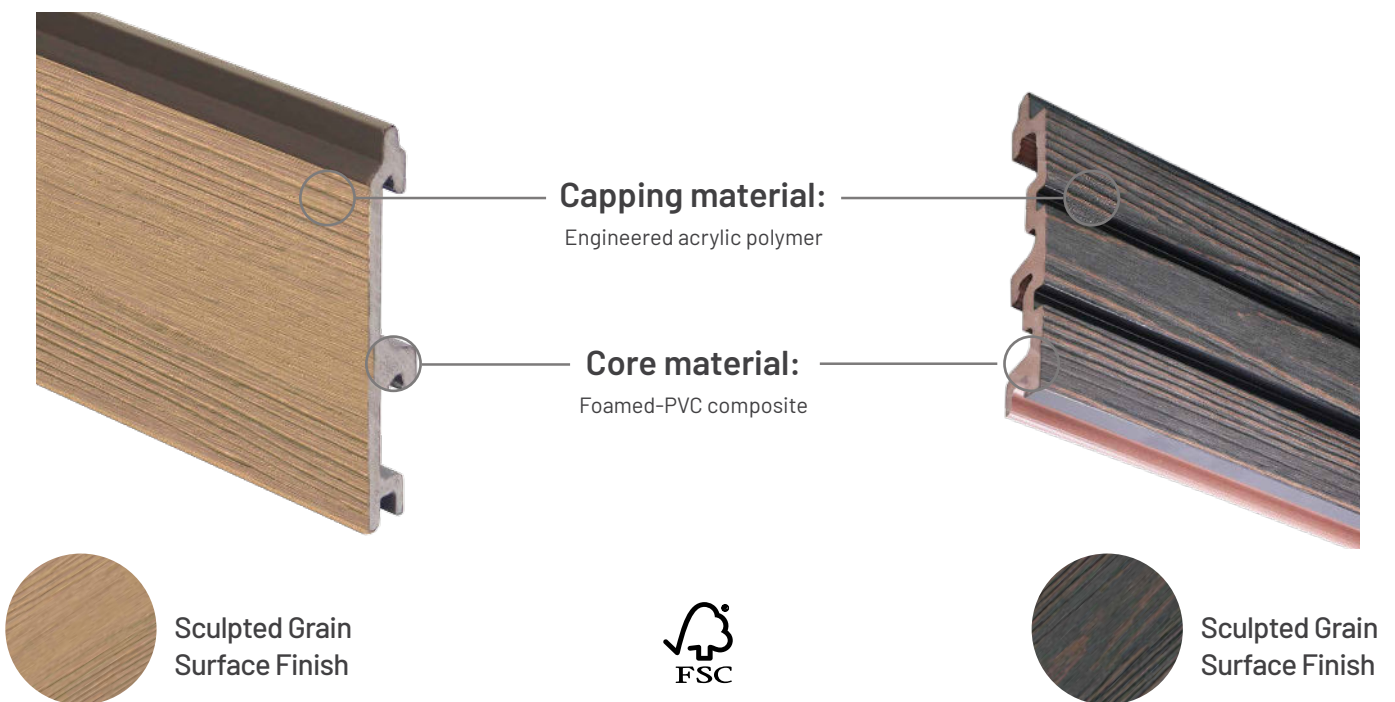 Capping material:
Engineered acrylic polymer
Core material:
Foamed-PVC composite
Sculpted Grain
Surface Finish
FSC
Sculpted Grain
Surface Finish